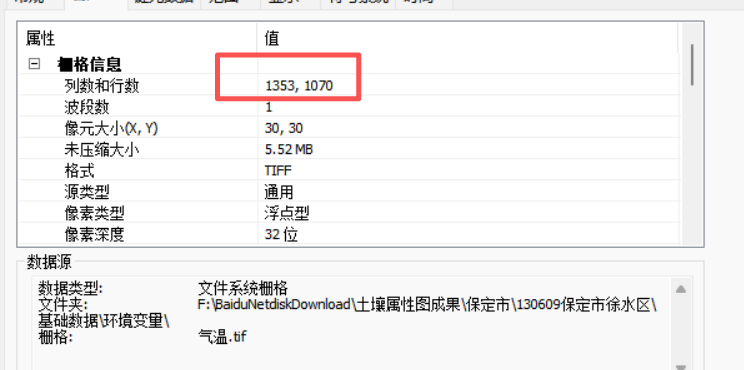 属性 值
格信息
列数和行数 1353, 1070
波段数 1
像元大小(X, Y) 30, 30
未压缩大小 5.52 MB
格式 TIFF
源类型 通用
像素类型 浮点型
像素深度 32 位
数据源
数据类型: 文件系统栅格
文件夹: F:\BaiduNetdiskDownload\土壤属性图成果\保定市\130609保定市徐水区\
基础数据\环境变量\
栅格: 气温.tif